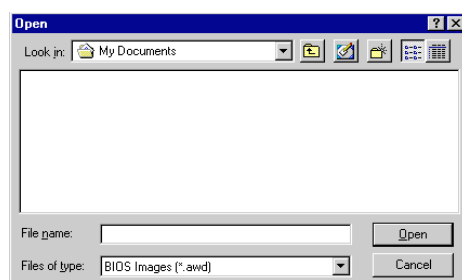 Open
Look in: My Documents
File name:
Open
Files of type: BIOS Images (*.awd)
Cancel